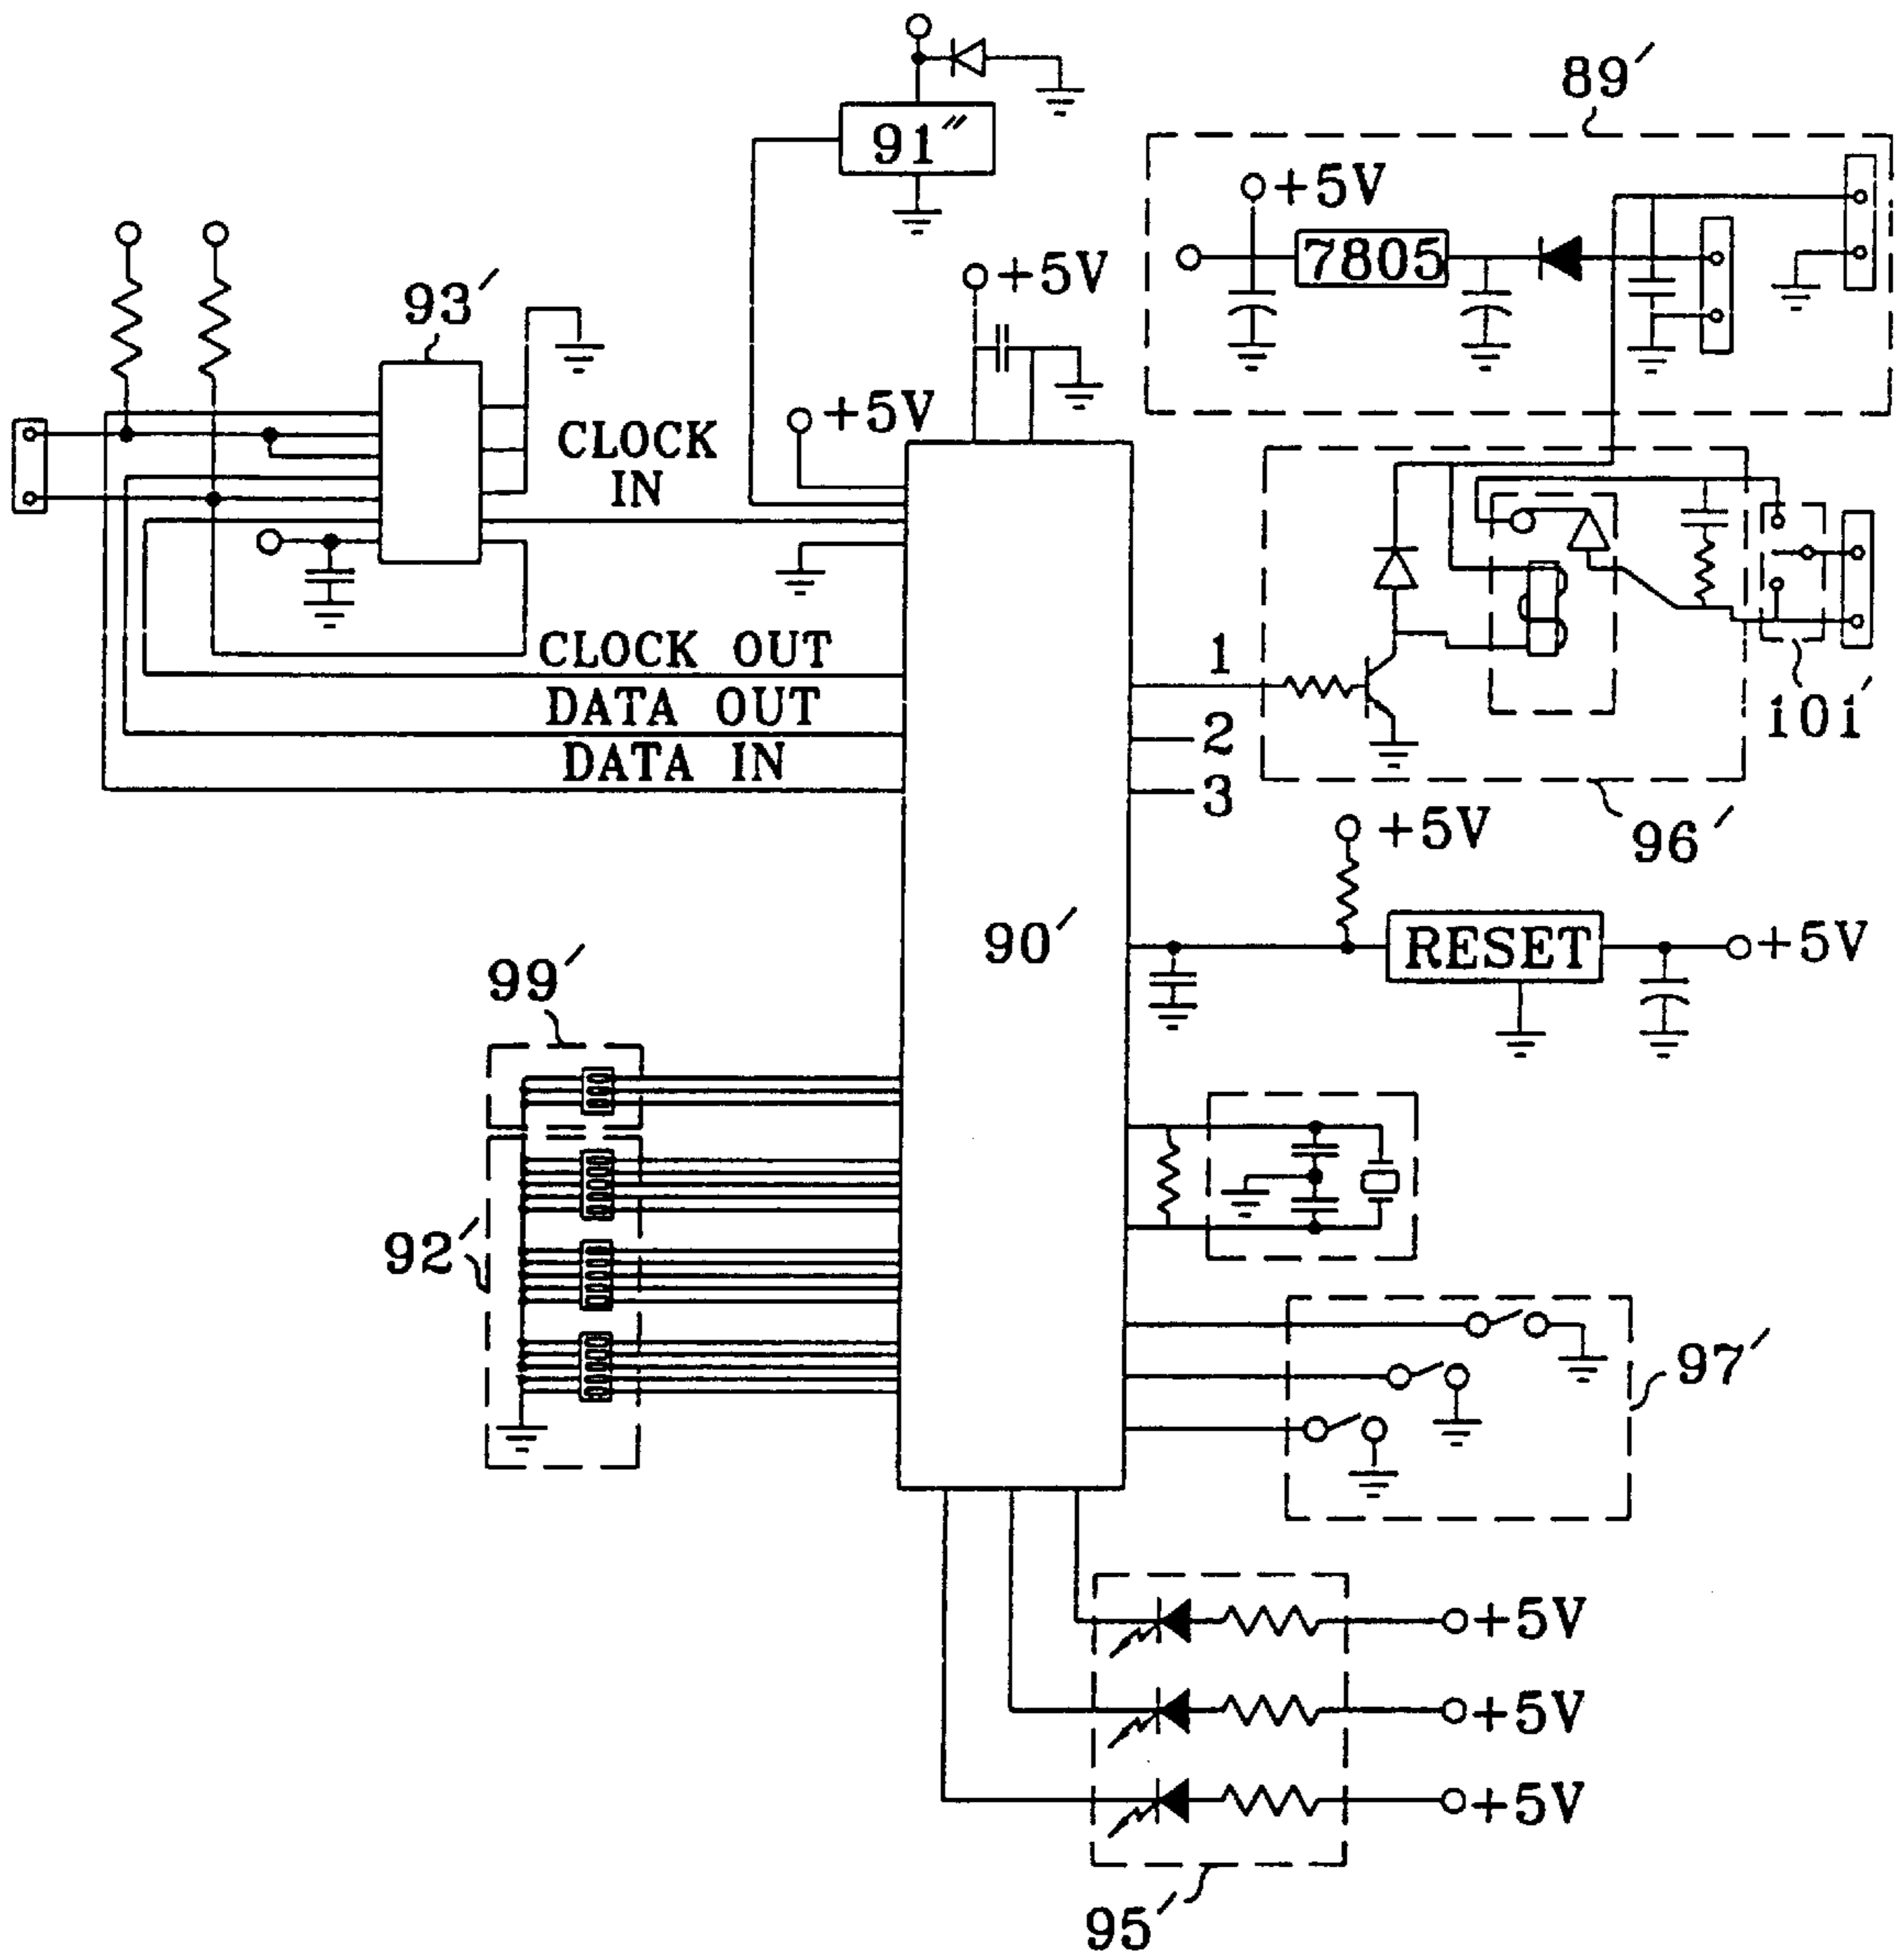 89′
91″
+5V
7805
93′
+5V
+5V
CLOCK
IN
CLOCK OUT
1
DATA OUT
2
101′
DATA IN
3
+5V
96′
90′
RESET
+5V
99′
92′
97′
+5V
+5V
+5V
95′